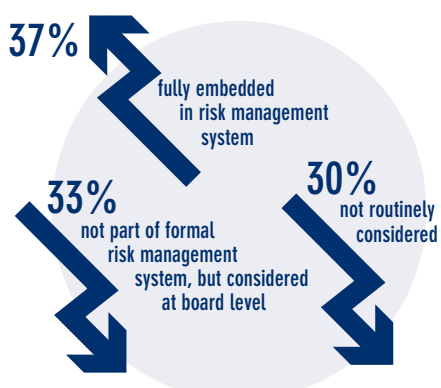 37%
fully embedded
in risk management
system
33%
not part of formal
risk management
system, but considered
at board level
30%
not routinely
considered